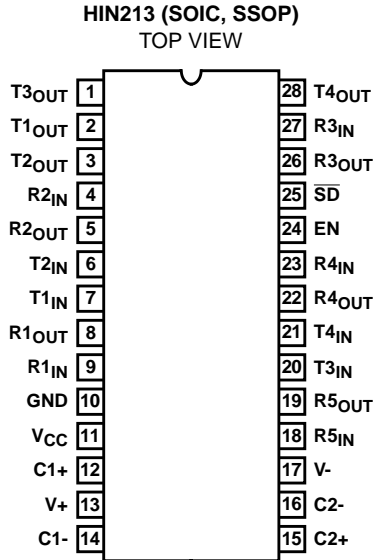 HIN213 (SOIC, SSOP)
TOP VIEW
T3OUT 1 28 T4OUT
T1OUT 2 27 R3IN
T2OUT 3 26 R3OUT
R2IN 4 25 S̅D̅
R2OUT 5 24 EN
T2IN 6 23 R4IN
T1IN 7 22 R4OUT
R1OUT 8 21 T4IN
R1IN 9 20 T3IN
GND 10 19 R5OUT
VCC 11 18 R5IN
C1+ 12 17 V-
V+ 13 16 C2-
C1- 14 15 C2+